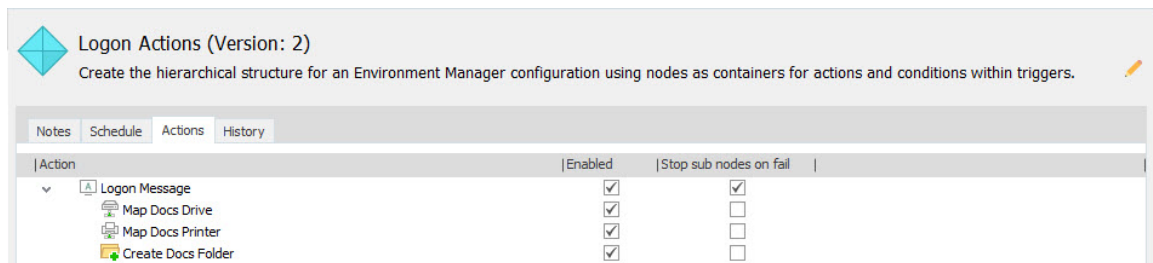 Logon Actions (Version: 2)
Create the hierarchical structure for an Environment Manager configuration using nodes as containers for actions and conditions within triggers.
Notes Schedule Actions History
|Action |Enabled |Stop sub nodes on fail | |
A Logon Message
Map Docs Drive
Map Docs Printer
Create Docs Folder